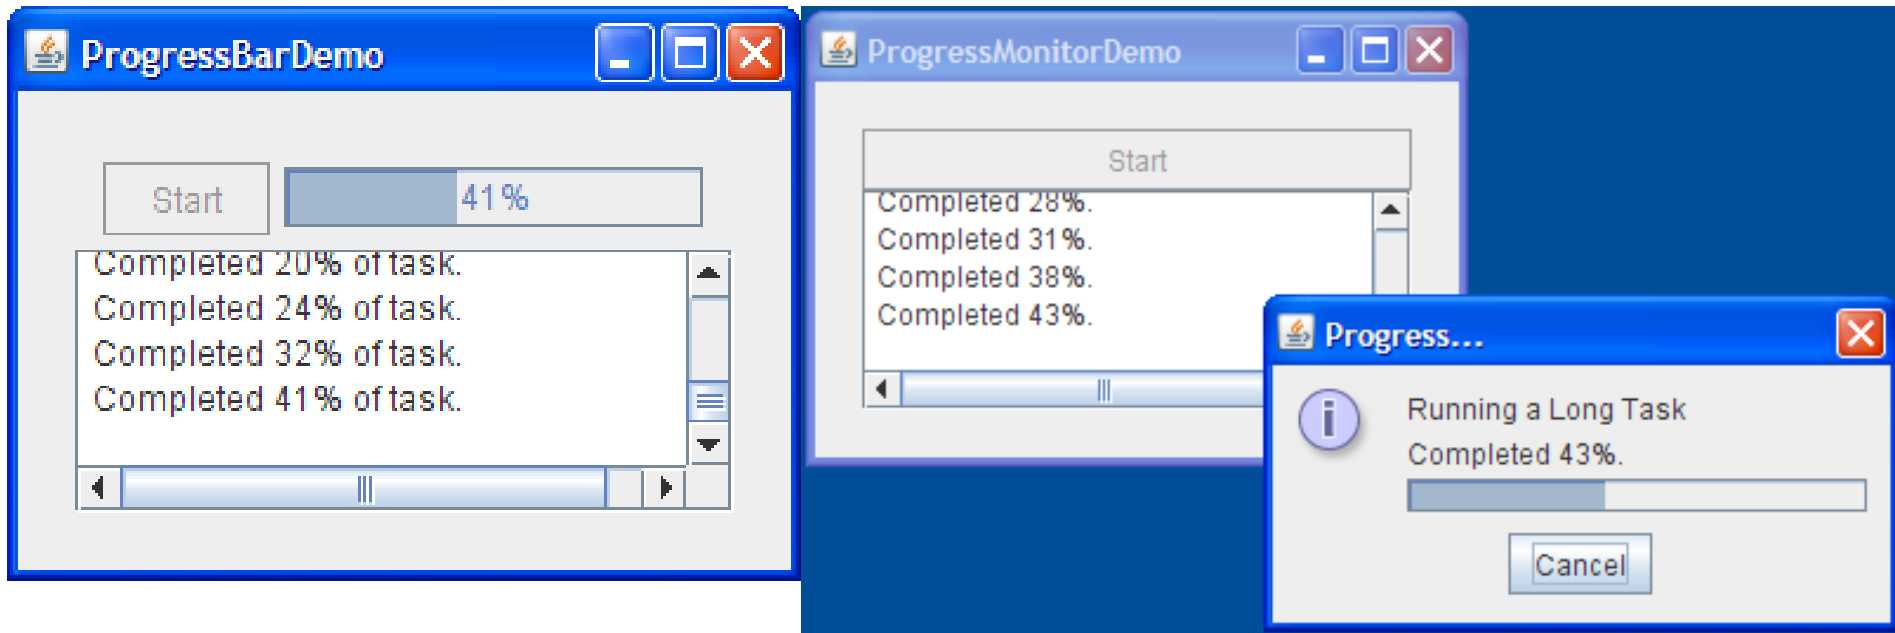 ProgressBarDemo
Start
41%
Completed 20% of task.
Completed 24% of task.
Completed 32% of task.
Completed 41% of task.
ProgressMonitorDemo
Start
Completed 28%.
Completed 31%.
Completed 38%.
Completed 43%.
Progress...
Running a Long Task
Completed 43%.
Cancel